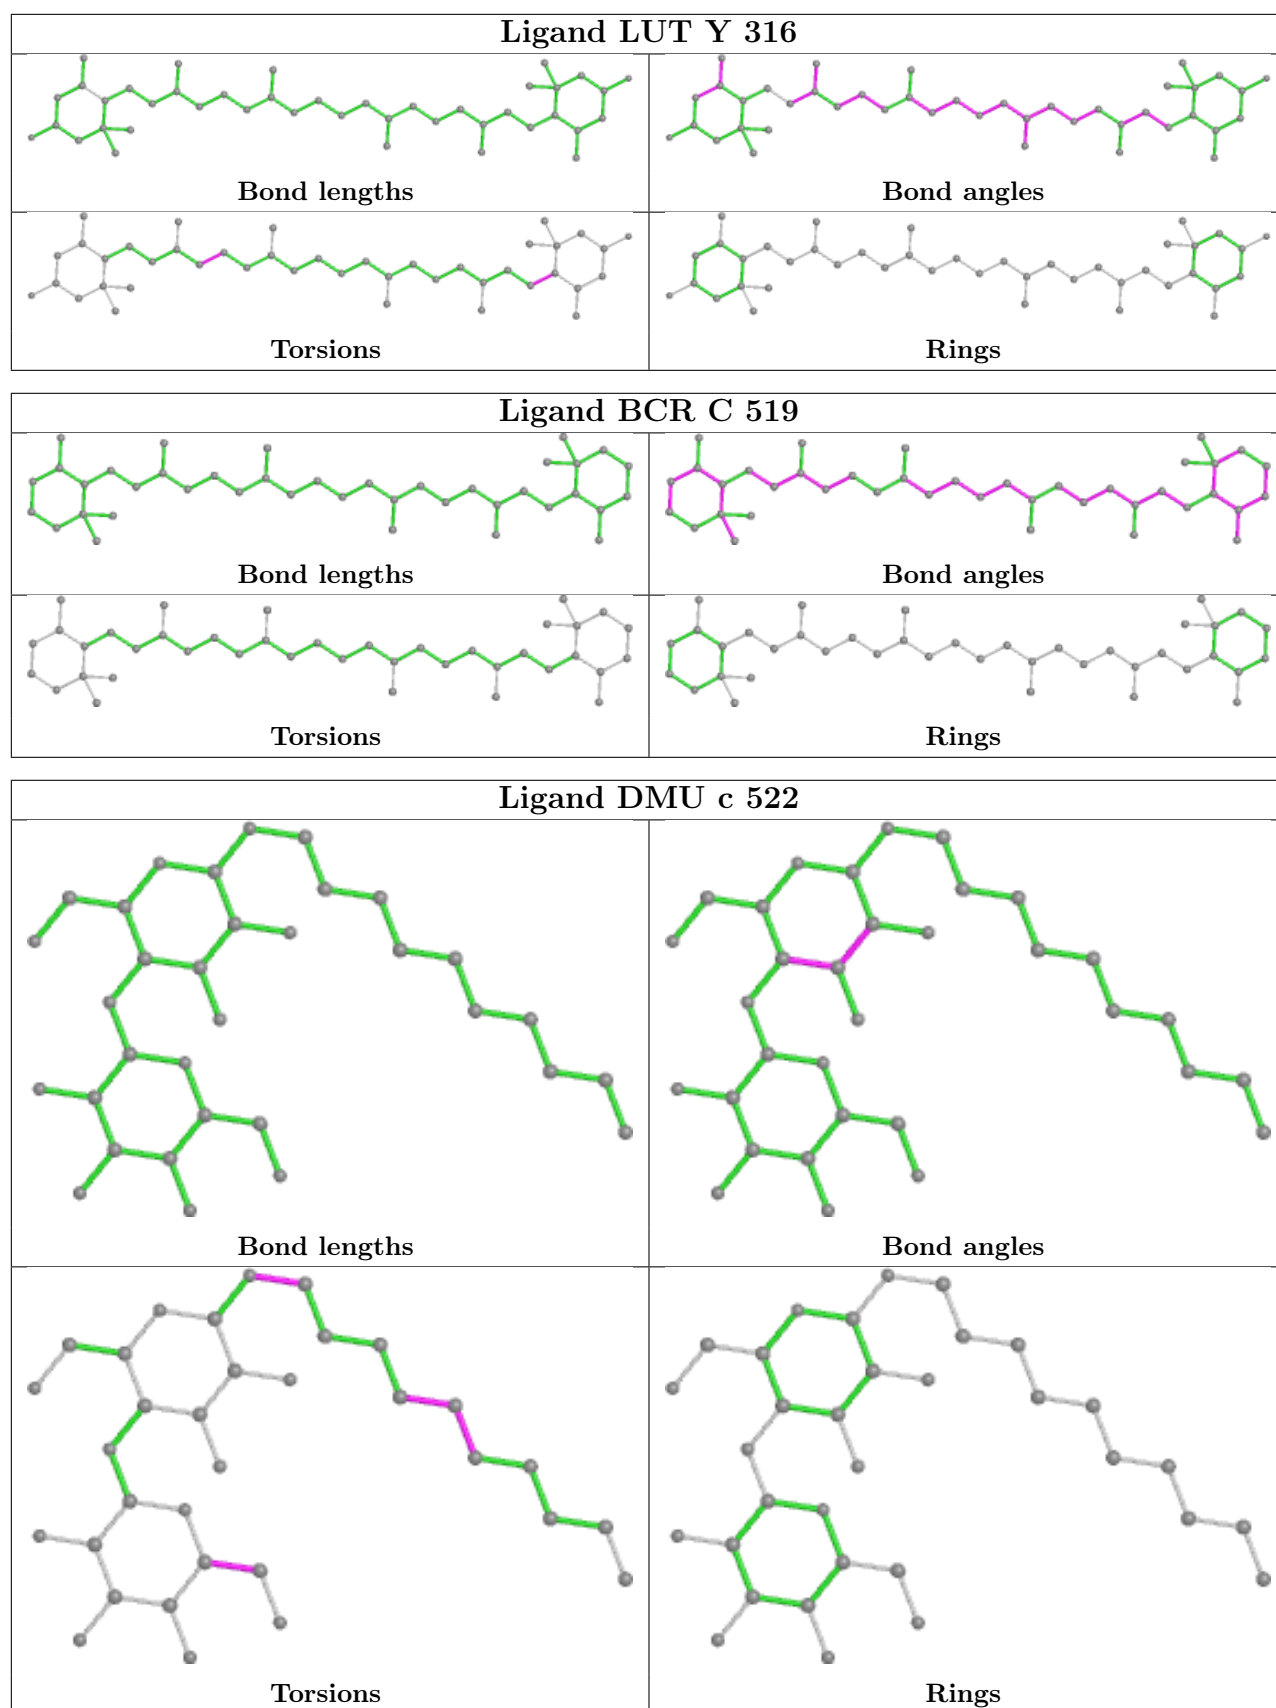 Ligand LUT Y 316
Bond lengths
Bond angles
Torsions
Rings
Ligand BCR C 519
Bond lengths
Bond angles
Torsions
Rings
Ligand DMU c 522
Bond lengths
Bond angles
Torsions
Rings